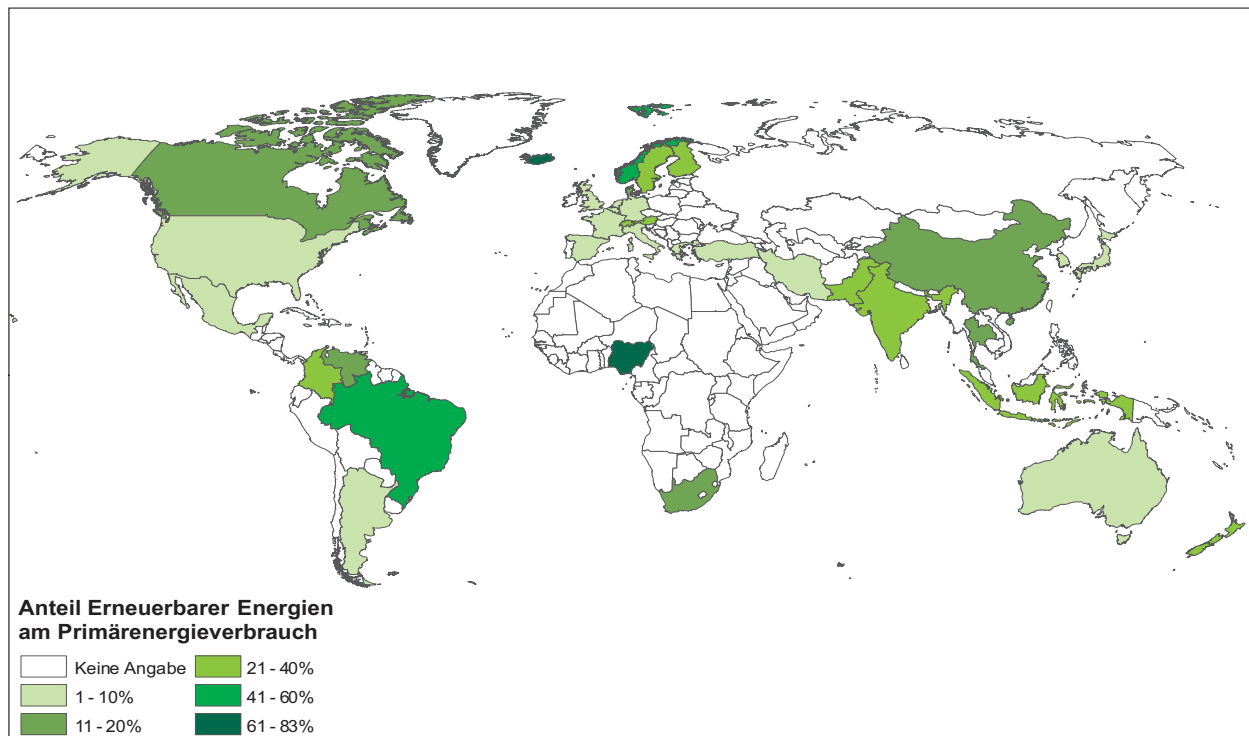 Anteil Erneuerbarer Energien
am Primärenergieverbrauch
Keine Angabe
1 - 10%
11 - 20%
21 - 40%
41 - 60%
61 - 83%